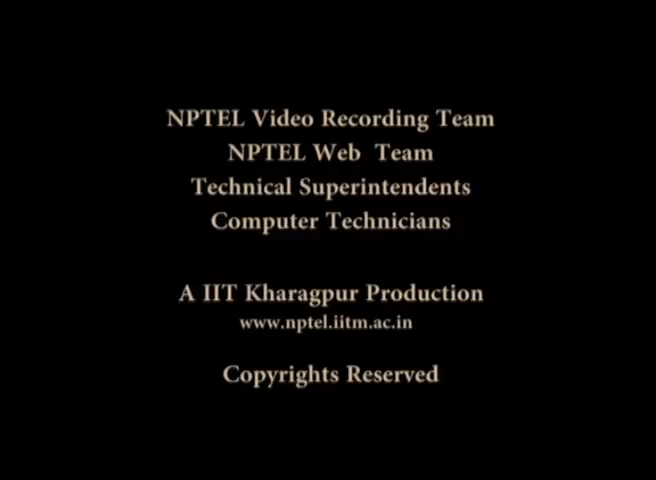 NPTEL Video Recording Team
NPTEL Web Team
Technical Superintendents
Computer Technicians
A IIT Kharagpur Production
www.nptel.iitm.ac.in
Copyrights Reserved